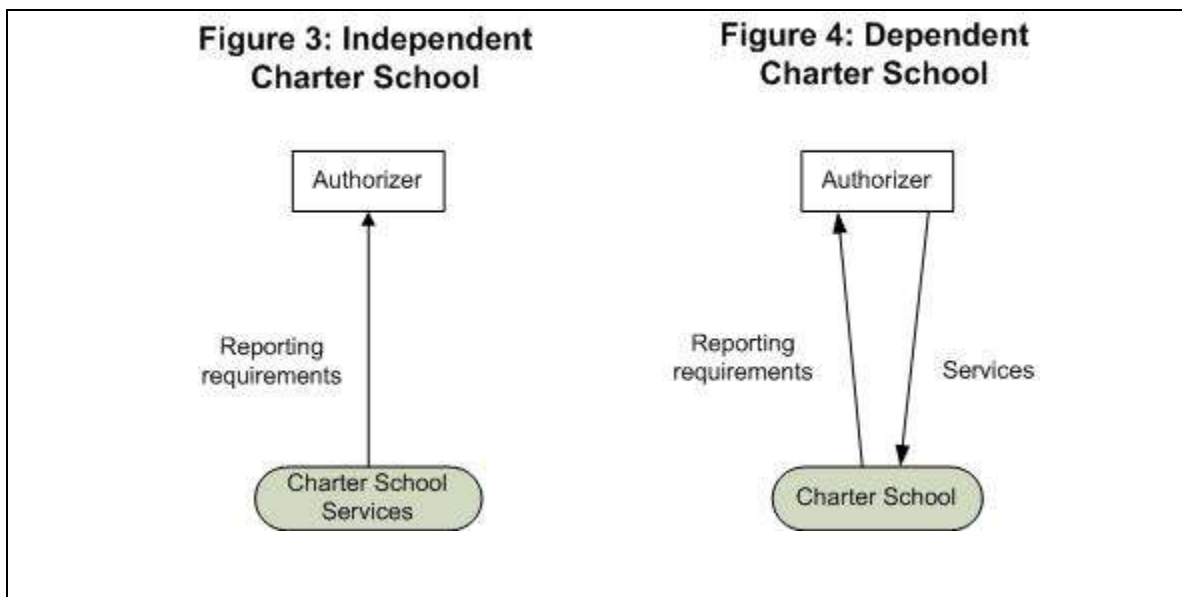 Figure 3: Independent
Charter School
Authorizer
Reporting
requirements
Charter School
Services
Figure 4: Dependent
Charter School
Authorizer
Reporting
requirements
Services
Charter School